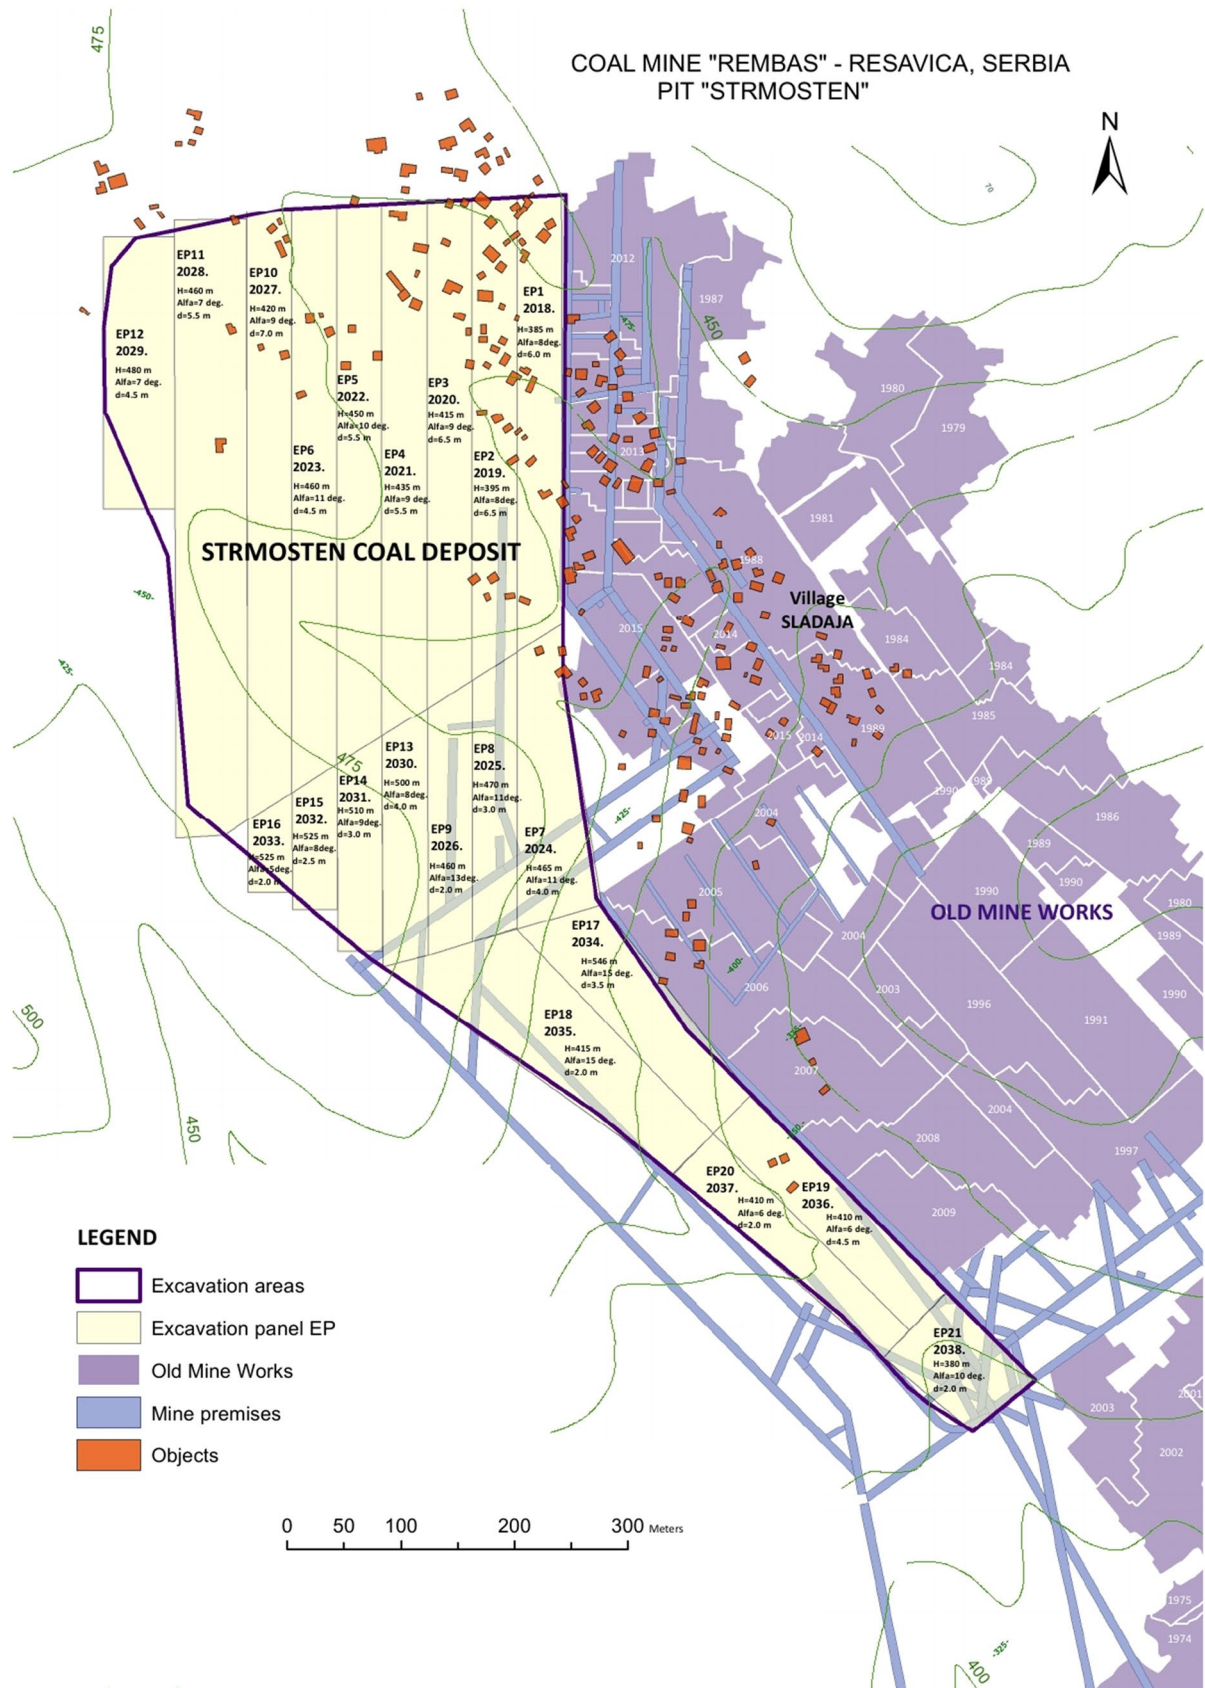 COAL MINE "REMBAS" - RESAVICA, SERBIA
PIT "STRMOSTEN"
N
475
70
2012
1987
450
-475-
1980
1979
2013
1981
1988
EP11
2028.
H=460 m
Alfa=7 deg.
d=5.5 m
EP10
2027.
H=420 m
Alfa=9 deg.
d=7.0 m
EP1
2018.
H=385 m
Alfa=8deg.
d=6.0 m
EP12
2029.
H=480 m
Alfa=7 deg.
d=4.5 m
EP5
2022.
H=450 m
Alfa=10 deg.
d=5.5 m
EP3
2020.
H=415 m
Alfa=9 deg.
d=6.5 m
EP6
2023.
H=460 m
Alfa=11 deg.
d=4.5 m
EP4
2021.
H=435 m
Alfa=9 deg.
d=5.5 m
EP2
2019.
H=395 m
Alfa=8deg.
d=6.5 m
STRMOSTEN COAL DEPOSIT
-450-
-425-
Village
SLADAJA
2015
2014
1984
1984
1985
2015
2014
1989
1990
1989
1986
475
EP13
2030.
H=500 m
Alfa=8deg.
d=4.0 m
EP8
2025.
H=470 m
Alfa=11deg.
d=3.0 m
EP14
2031.
H=510 m
Alfa=9deg.
d=3.0 m
EP15
2032.
H=525 m
Alfa=8deg.
d=2.5 m
EP16
2033.
H=525 m
Alfa=5deg.
d=2.0 m
EP9
2026.
H=460 m
Alfa=13deg.
d=2.0 m
EP7
2024.
H=465 m
Alfa=11 deg.
d=4.0 m
-425-
2004
1989
1990
1990
2005
OLD MINE WORKS
1980
1989
2004
-400-
2006
2003
1996
1990
1991
EP17
2034.
H=546 m
Alfa=15 deg.
d=3.5 m
EP18
2035.
H=415 m
Alfa=15 deg.
d=2.0 m
500
450
2007
2004
2008
1997
2009
EP20
2037.
H=410 m
Alfa=6 deg.
d=2.0 m
EP19
2036.
H=410 m
Alfa=6 deg.
d=4.5 m
EP21
2038.
H=380 m
Alfa=10 deg.
d=2.0 m
2003
2001
2002
LEGEND
Excavation areas
Excavation panel EP
Old Mine Works
Mine premises
Objects
0 50 100 200 300 Meters
1975
1974
-325-
400